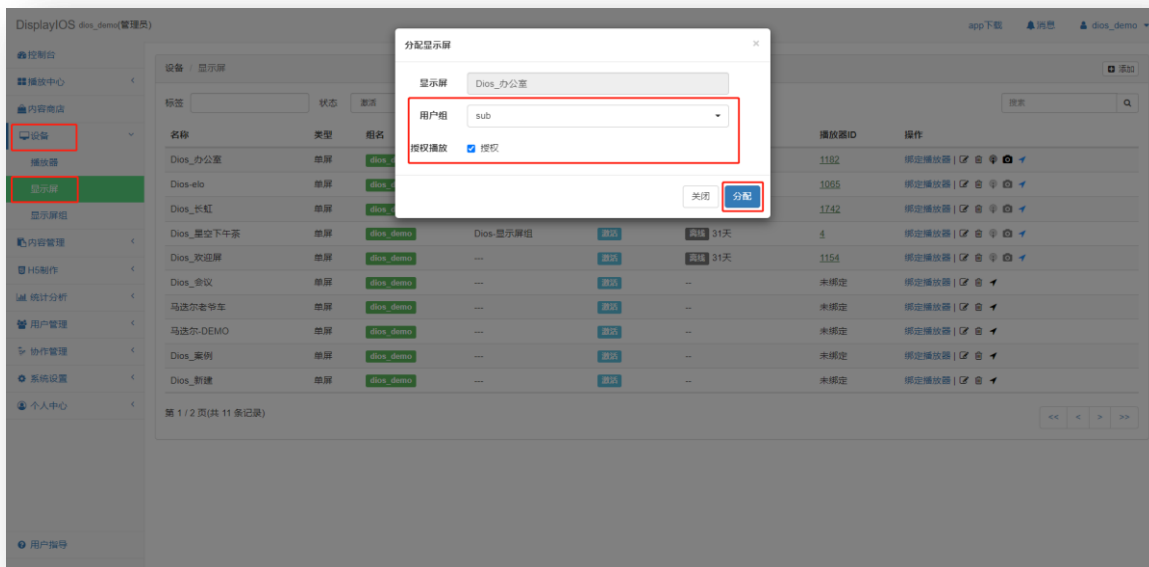 DisplayIOS dios_demo(管理员)
app下载 消息 dios_demo
控制台
播放中心
内容商店
设备
播放器
显示屏
显示屏组
内容管理
H5制作
统计分析
用户管理
协作管理
系统设置
个人中心
用户指导
设备 / 显示屏
添加
标签 状态 激活 搜索
分配显示屏 ×
显示屏 Dios_办公室
用户组 sub
授权播放 授权
关闭 分配
名称 类型 组名 播放器ID 操作
Dios_办公室 单屏 1182 绑定播放器 |
Dios-elo 单屏 1065 绑定播放器 |
Dios_长虹 单屏 1742 绑定播放器 |
Dios_星空下午茶 单屏 dios_demo Dios-显示屏组 激活 离线 31天 4 绑定播放器 |
Dios_欢迎屏 单屏 dios_demo --- 激活 离线 31天 1154 绑定播放器 |
Dios_会议 单屏 dios_demo --- 激活 -- 未绑定 绑定播放器 |
马迭尔老爷车 单屏 dios_demo --- 激活 -- 未绑定 绑定播放器 |
马迭尔-DEMO 单屏 dios_demo --- 激活 -- 未绑定 绑定播放器 |
Dios_案例 单屏 dios_demo --- 激活 -- 未绑定 绑定播放器 |
Dios_新建 单屏 dios_demo --- 激活 -- 未绑定 绑定播放器 |
第 1 / 2 页(共 11 条记录)
<< < > >>